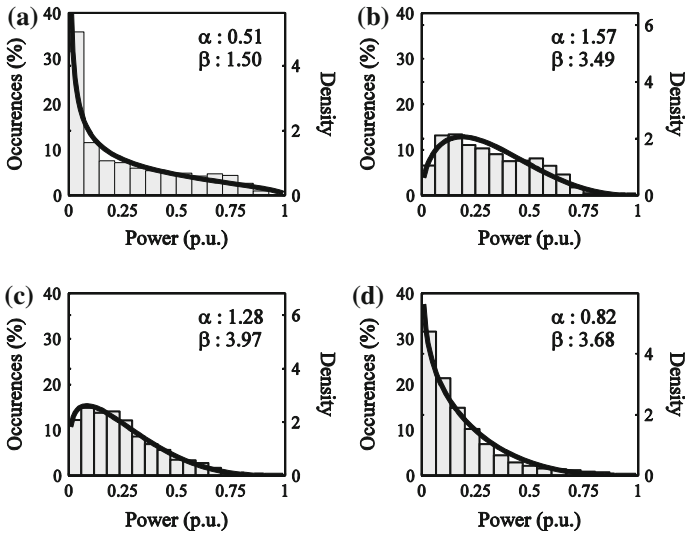 (a)
40
30
20
10
0
Occurences (%)
α : 0.51
β : 1.50
4
2
0
Density
0 0.25 0.5 0.75 1
Power (p.u.)
(b)
40
30
20
10
0
Occurences (%)
α : 1.57
β : 3.49
6
4
2
0
Density
0 0.25 0.5 0.75 1
Power (p.u.)
(c)
40
30
20
10
0
Occurences (%)
α : 1.28
β : 3.97
6
4
2
0
Density
0 0.25 0.5 0.75 1
Power (p.u.)
(d)
40
30
20
10
0
Occurences (%)
α : 0.82
β : 3.68
4
2
0
Density
0 0.25 0.5 0.75 1
Power (p.u.)